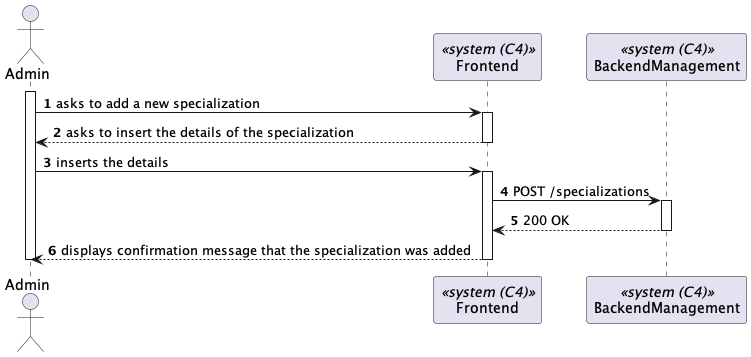 Admin
«system (C4)»
Frontend
«system (C4)»
BackendManagement
1 asks to add a new specialization
2 asks to insert the details of the specialization
3 inserts the details
4 POST /specializations
5 200 OK
6 displays confirmation message that the specialization was added
Admin
«system (C4)»
Frontend
«system (C4)»
BackendManagement